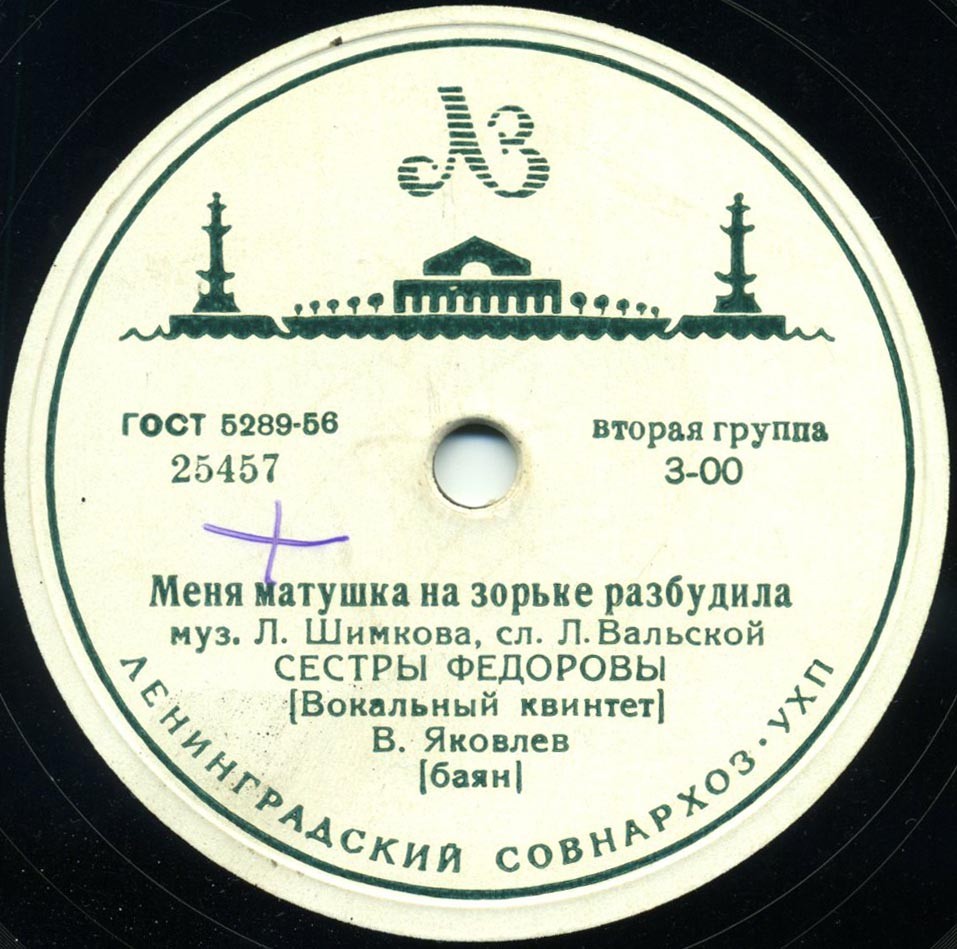 ЛЗ
ГОСТ 5289-56
25457
вторая группа
3-00
Меня матушка на зорьке разбудила
муз. Л. Шимкова, сл. Л. Вальской
СЕСТРЫ ФЕДОРОВЫ
[Вокальный квинтет]
В. Яковлев
[баян]
ЛЕНИНГРАДСКИЙ СОВНАРХОЗ · УХП